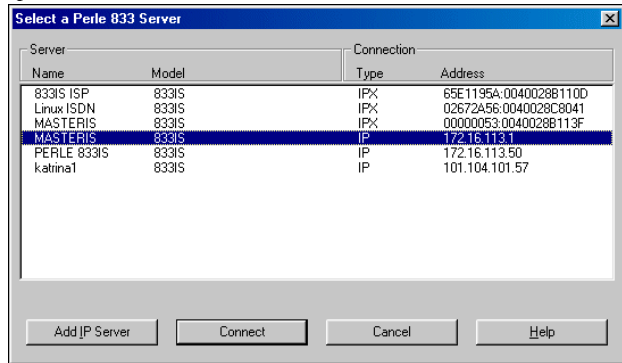 Select a Perle 833 Server
Server Connection
Name Model Type Address
833IS ISP 833IS IPX 65E1195A:0040028B110D
Linux ISDN 833IS IPX 02672A56:0040028C8041
MASTERIS 833IS IPX 00000053:0040028B113F
MASTERIS 833IS IP 172.16.113.1
PERLE 833IS 833IS IP 172.16.113.50
katrina1 833IS IP 101.104.101.57
Add IP Server Connect Cancel Help